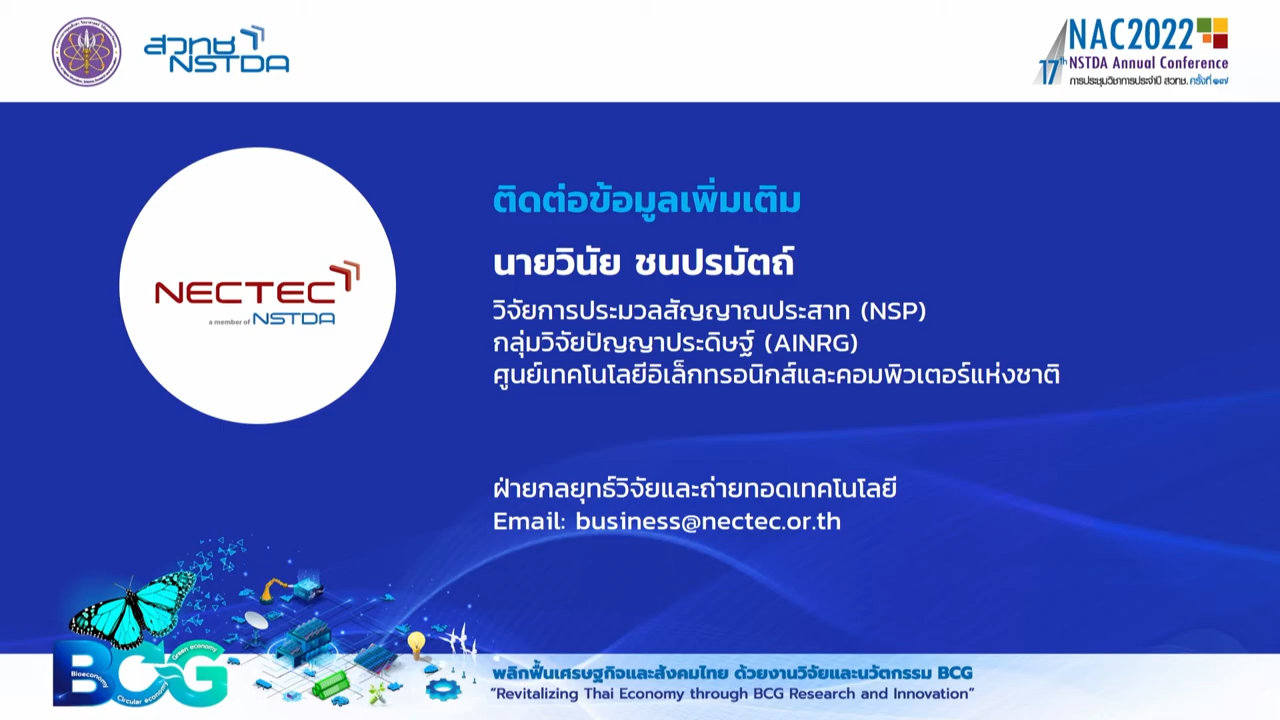 สวทช
NSTDA
NAC2022
17th NSTDA Annual Conference
การประชุมวิชาการประจำปี สวทช. ครั้งที่ ๑๗
ติดต่อข้อมูลเพิ่มเติม
นายวินัย ชนปรมัตถ์
NECTEC
a member of NSTDA
วิจัยการประมวลสัญญาณประสาท (NSP)
กลุ่มวิจัยปัญญาประดิษฐ์ (AINRG)
ศูนย์เทคโนโลยีอิเล็กทรอนิกส์และคอมพิวเตอร์แห่งชาติ
ฝ่ายกลยุทธ์วิจัยและถ่ายทอดเทคโนโลยี
Email: business@nectec.or.th
BCG
Green economy
Bioeconomy
Circular economy
พลิกฟื้นเศรษฐกิจและสังคมไทย ด้วยงานวิจัยและนวัตกรรม BCG
“Revitalizing Thai Economy through BCG Research and Innovation”